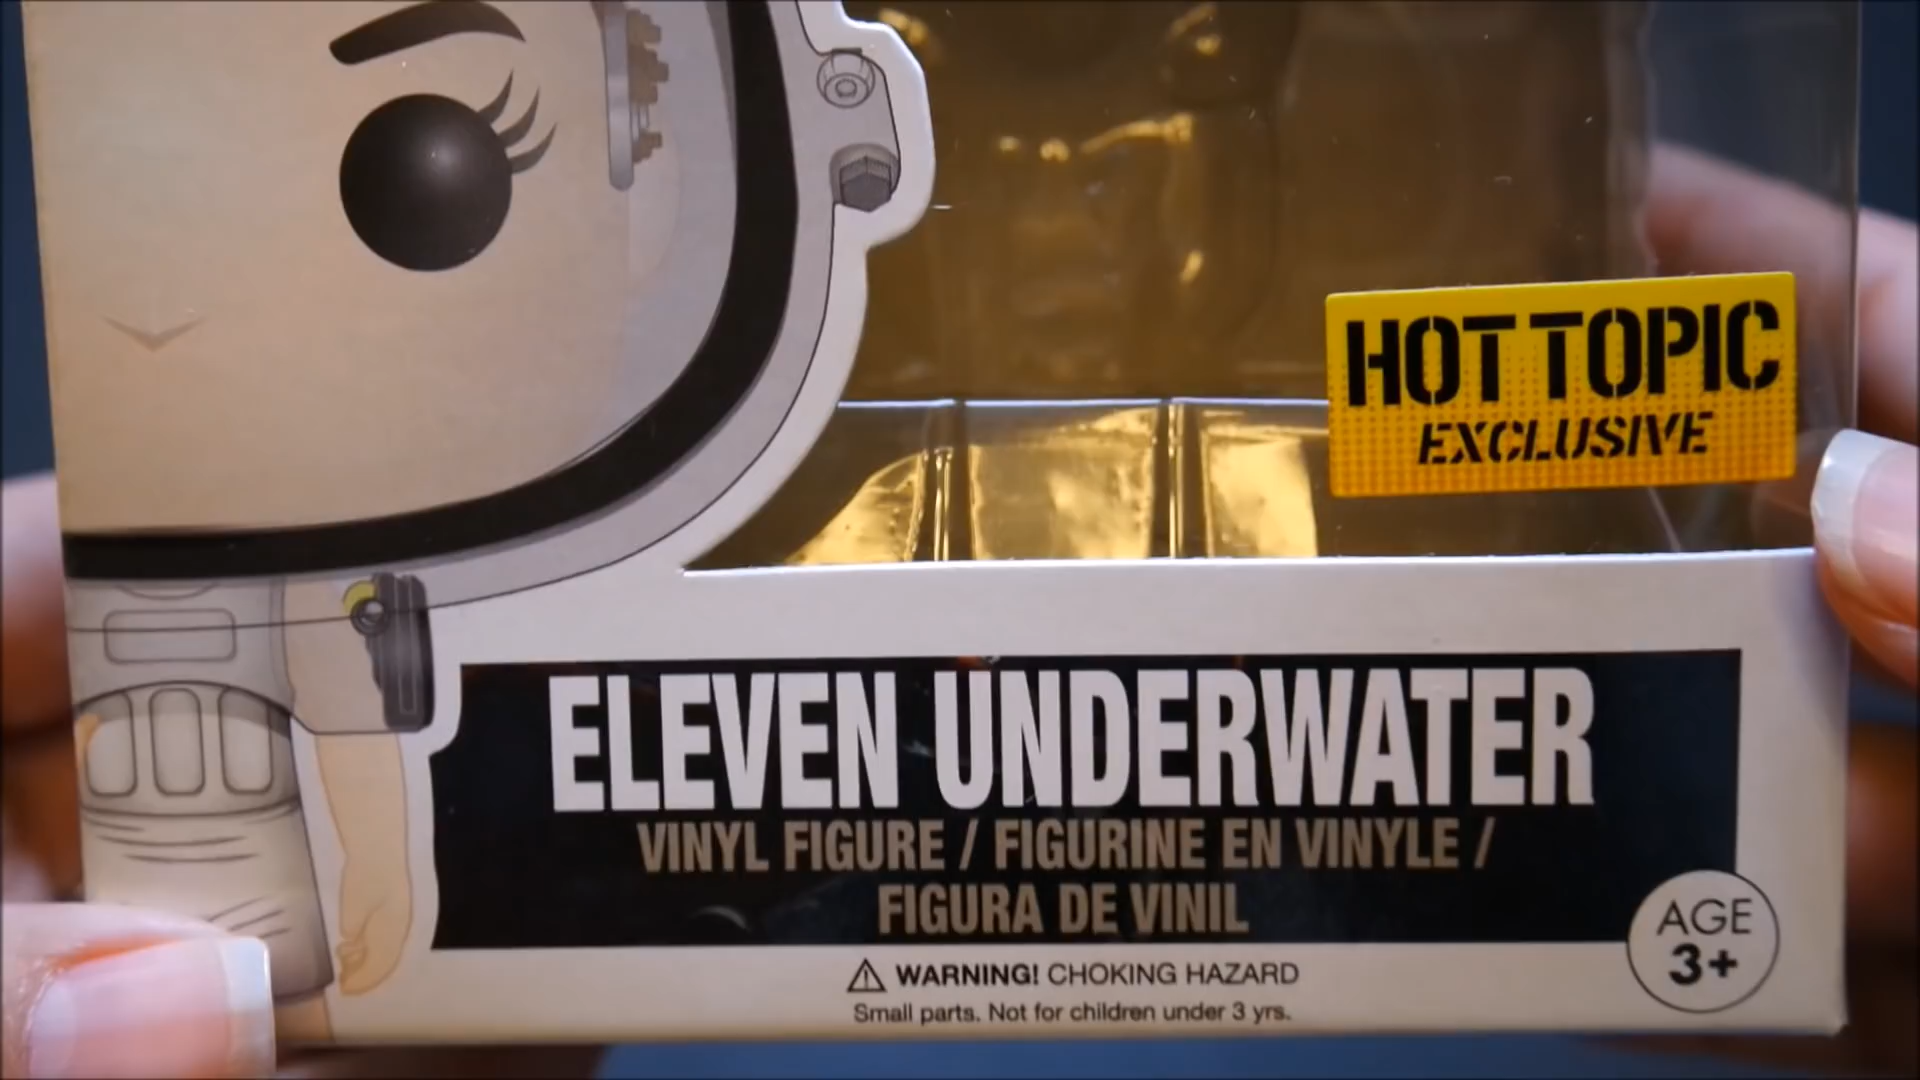 HOT TOPIC
EXCLUSIVE
ELEVEN UNDERWATER
VINYL FIGURE / FIGURINE EN VINYLE /
FIGURA DE VINIL
AGE
3+
WARNING! CHOKING HAZARD
Small parts. Not for children under 3 yrs.